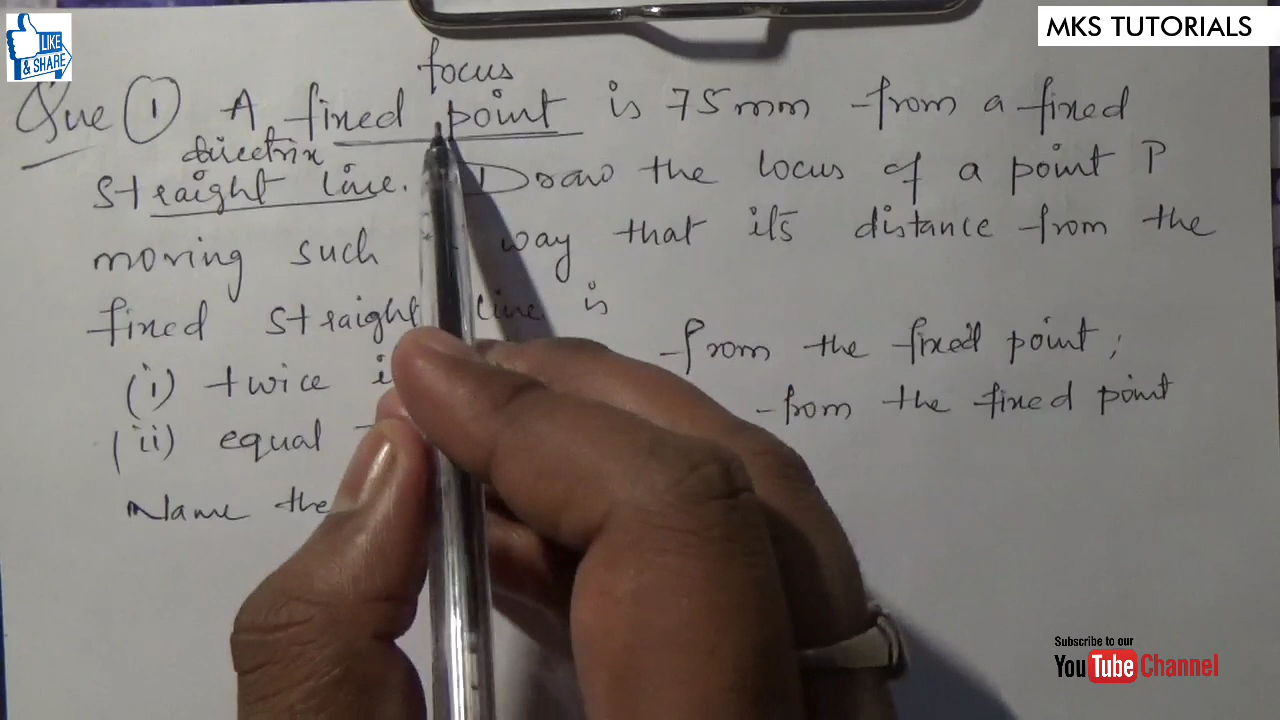 LIKE
& SHARE
MKS TUTORIALS
focus
Que (1) A fixed point is 75mm from a fixed
directrix
straight line. Draw the locus of a point P
moving such way that its distance from the
fixed straight line is
(i) twice from the fixed point;
(ii) equal from the fixed point
Name the
Subscribe to our
YouTube Channel